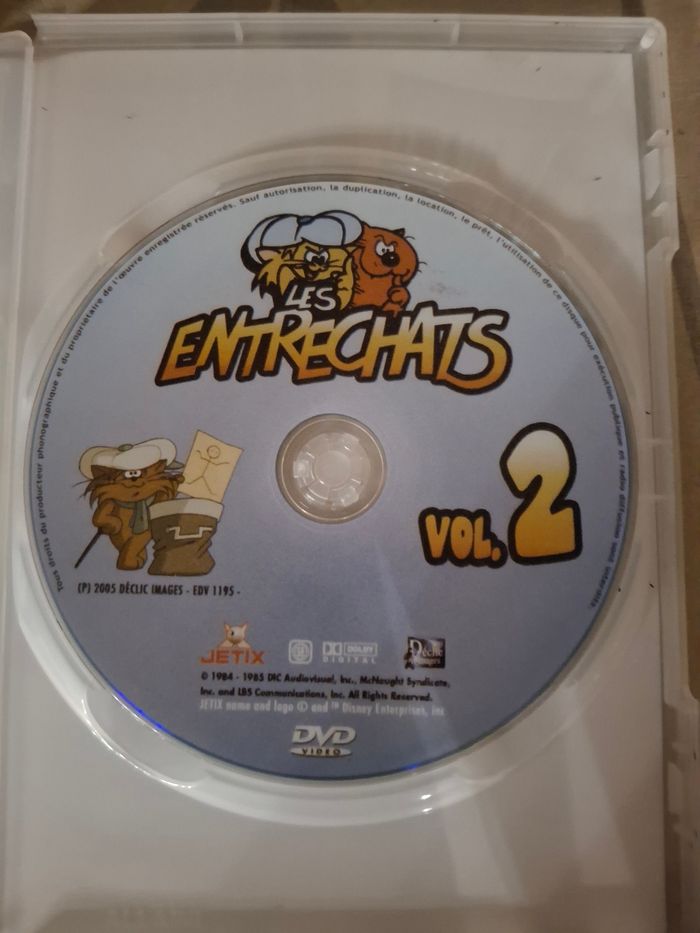 Tous droits du producteur phonographique et du propriétaire de l'œuvre enregistrée réservés. Sauf autorisation, la duplication, la location, le prêt, l'utilisation de ce disque pour exécution publique et radio diffusion sont interdits.
LES
ENTRECHATS
VOL. 2
(P) 2005 DÉCLIC IMAGES - EDV 1195 -
JETIX
DOLBY
DIGITAL
Déclic
Images
© 1984 - 1985 DIC Audiovisual, Inc., McNaught Syndicate,
Inc. and LBS Communications, Inc. All Rights Reserved.
JETIX name and logo © and ™ Disney Enterprises, Inc.
DVD
VIDEO